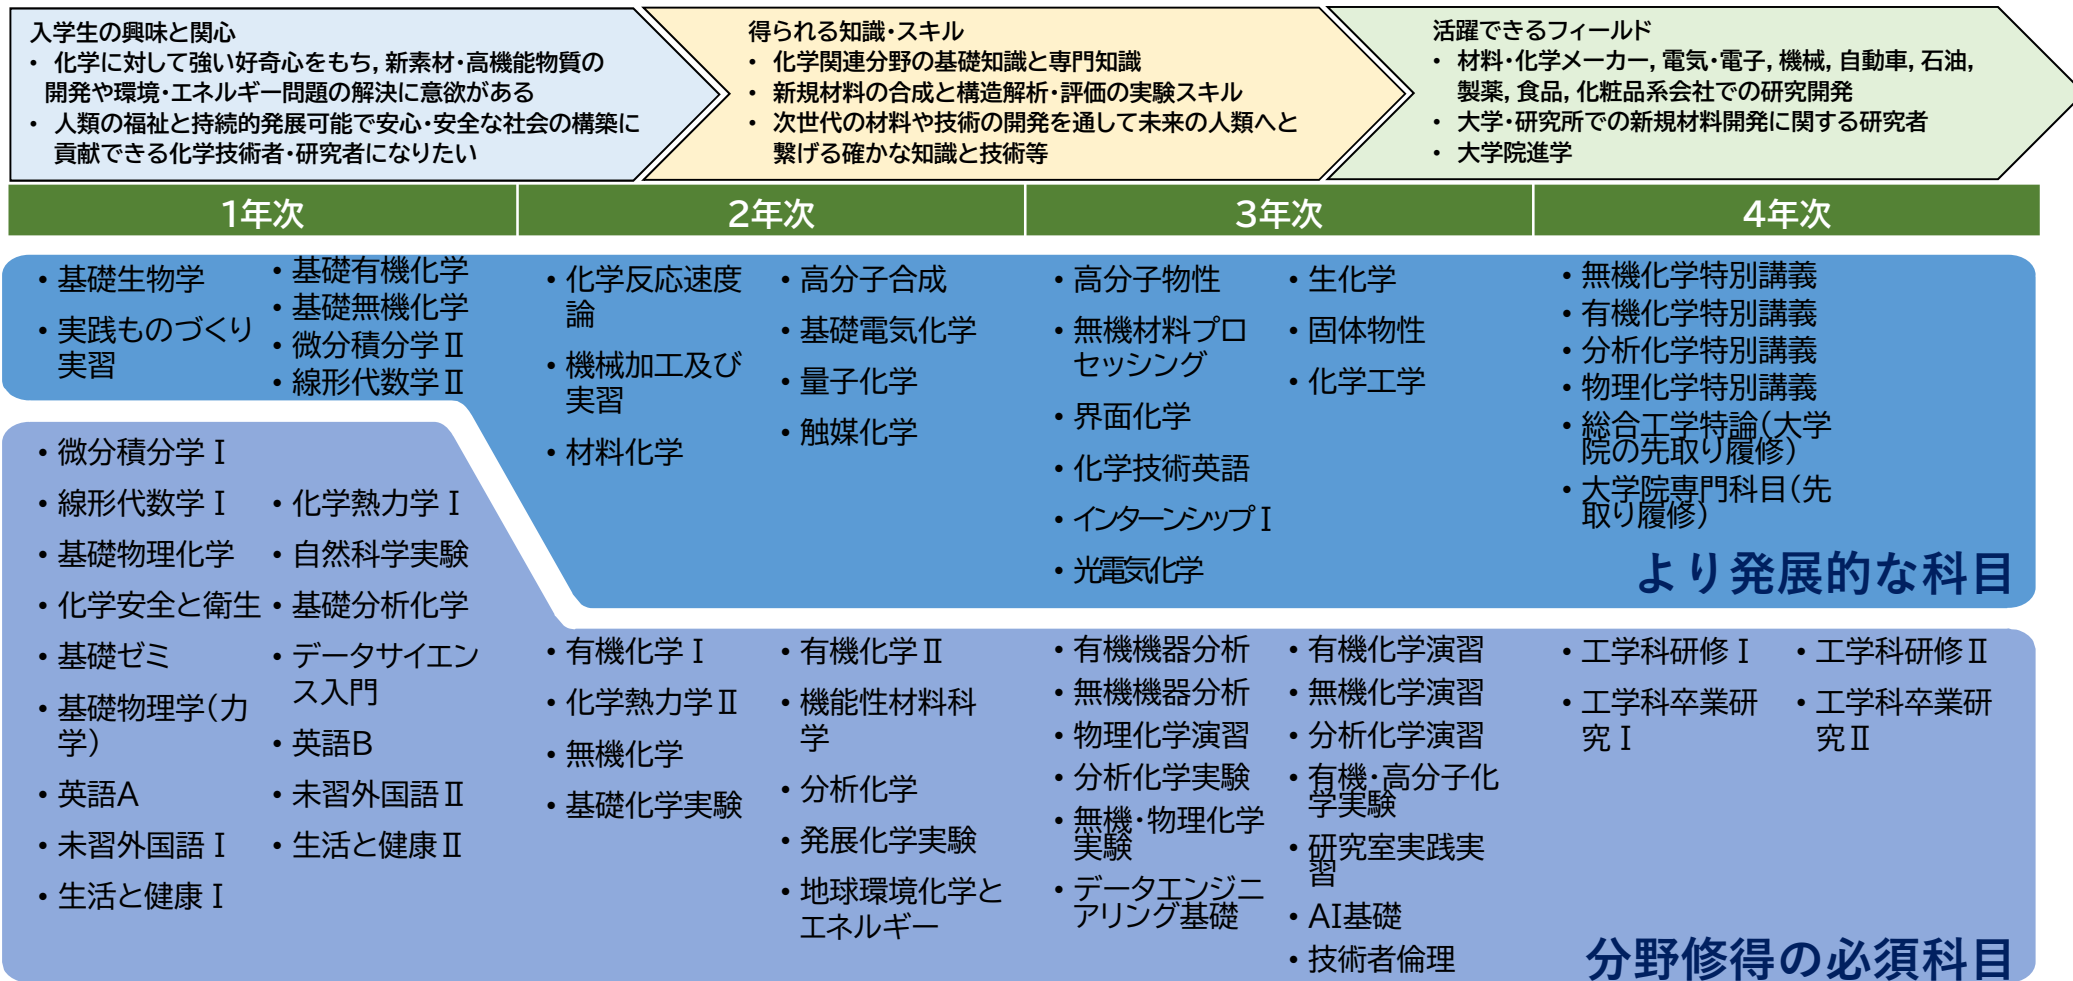 入学生の興味と関心
・ 化学に対して強い好奇心をもち, 新素材・高機能物質の
開発や環境・エネルギー問題の解決に意欲がある
・ 人類の福祉と持続的発展可能で安心・安全な社会の構築に
貢献できる化学技術者・研究者になりたい
得られる知識・スキル
・ 化学関連分野の基礎知識と専門知識
・ 新規材料の合成と構造解析・評価の実験スキル
・ 次世代の材料や技術の開発を通して未来の人類へと
繋げる確かな知識と技術等
活躍できるフィールド
・ 材料・化学メーカー, 電気・電子, 機械, 自動車, 石油,
製薬, 食品, 化粧品系会社での研究開発
・ 大学・研究所での新規材料開発に関する研究者
・ 大学院進学
1年次
2年次
3年次
4年次
・基礎生物学
・実践ものづくり
実習
・基礎有機化学
・基礎無機化学
・微分積分学Ⅱ
・線形代数学Ⅱ
・化学反応速度
論
・機械加工及び
実習
・材料化学
・高分子合成
・基礎電気化学
・量子化学
・触媒化学
・高分子物性
・無機材料プロ
セッシング
・界面化学
・化学技術英語
・インターンシップⅠ
・光電気化学
・生化学
・固体物性
・化学工学
・無機化学特別講義
・有機化学特別講義
・分析化学特別講義
・物理化学特別講義
・総合工学特論(大学
院の先取り履修)
・大学院専門科目(先
取り履修)
より発展的な科目
・微分積分学Ⅰ
・線形代数学Ⅰ
・基礎物理化学
・化学安全と衛生
・基礎ゼミ
・基礎物理学(力
学)
・英語A
・未習外国語Ⅰ
・生活と健康Ⅰ
・化学熱力学Ⅰ
・自然科学実験
・基礎分析化学
・データサイエン
ス入門
・英語B
・未習外国語Ⅱ
・生活と健康Ⅱ
・有機化学Ⅰ
・化学熱力学Ⅱ
・無機化学
・基礎化学実験
・有機化学Ⅱ
・機能性材料科
学
・分析化学
・発展化学実験
・地球環境化学と
エネルギー
・有機機器分析
・無機機器分析
・物理化学演習
・分析化学実験
・無機・物理化学
実験
・データエンジニ
アリング基礎
・有機化学演習
・無機化学演習
・分析化学演習
・有機・高分子化
学実験
・研究室実践実
習
・AI基礎
・技術者倫理
・工学科研修Ⅰ
・工学科卒業研
究Ⅰ
・工学科研修Ⅱ
・工学科卒業研
究Ⅱ
分野修得の必須科目